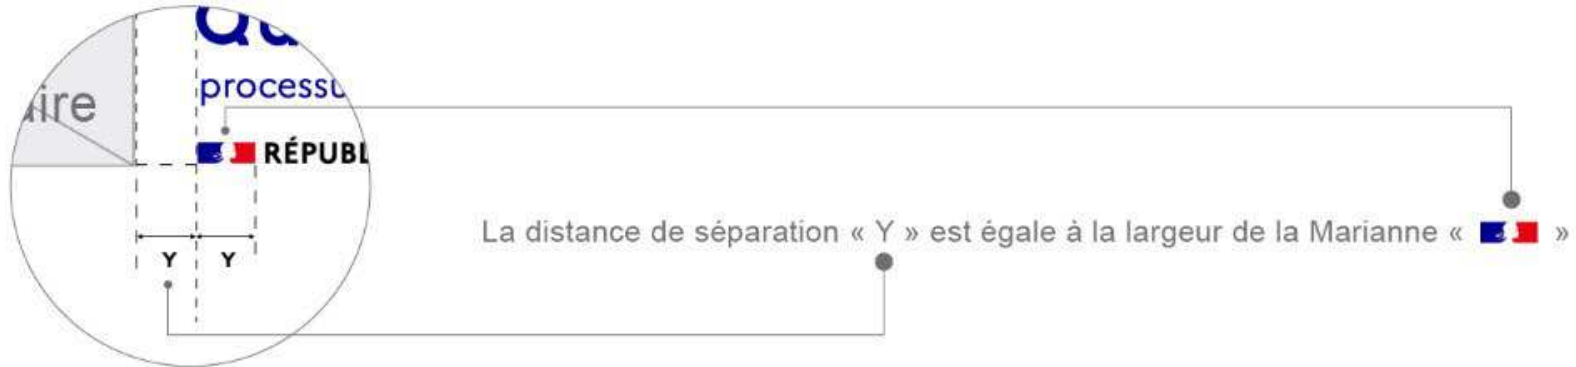 processu
RÉPUBL
Y Y
La distance de séparation « Y » est égale à la largeur de la Marianne « »